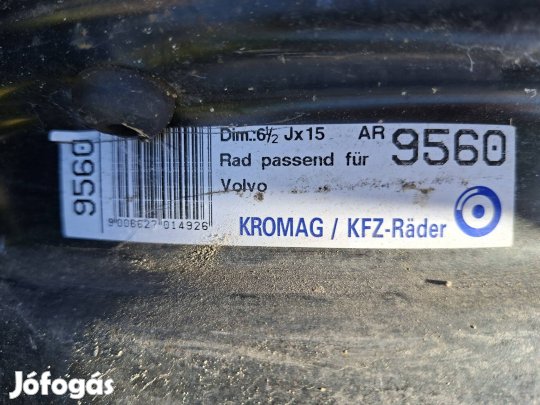 9560
9 006627 014926
Dim.:6½ Jx15 AR 9560
Rad passend für
Volvo
KROMAG / KFZ-Räder
Jófogás